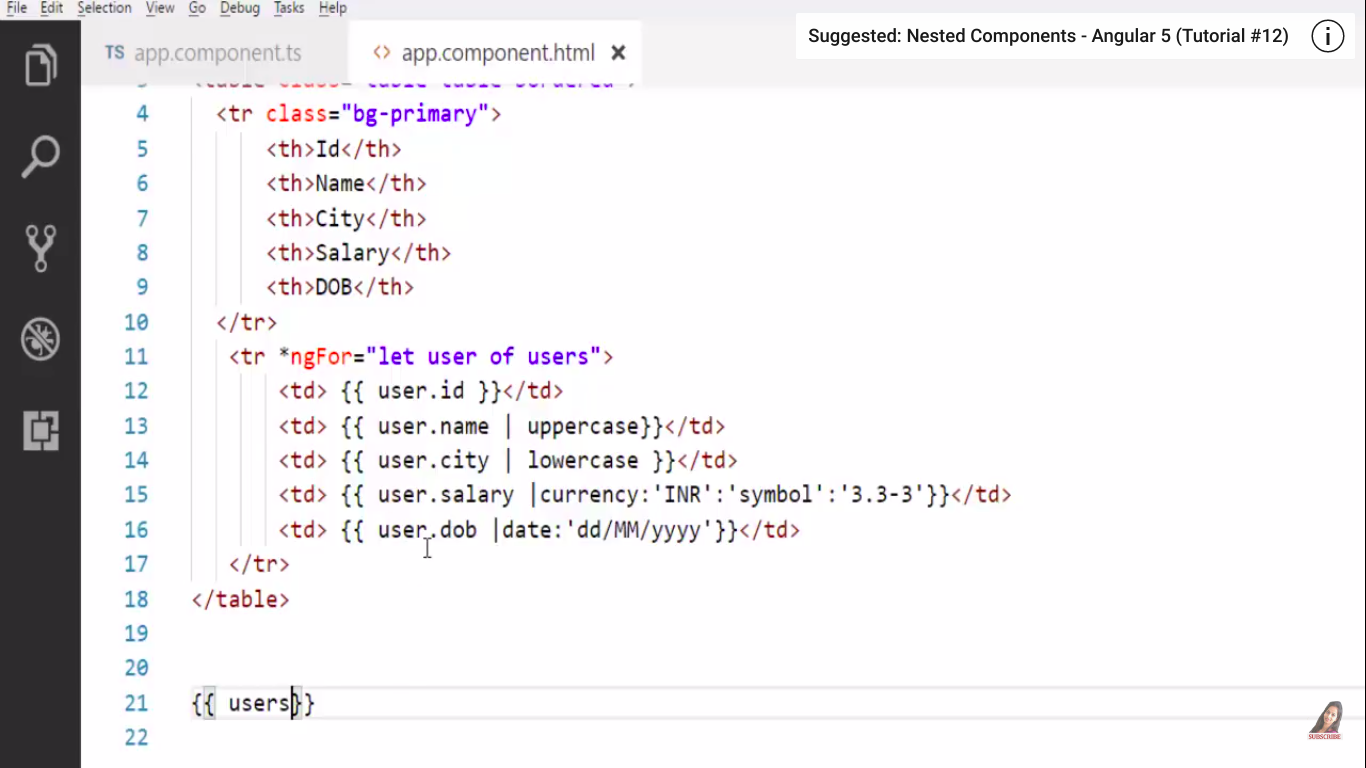 File Edit Selection View Go Debug Tasks Help
Suggested: Nested Components - Angular 5 (Tutorial #12)
TS app.component.ts
<> app.component.html
3 <table class="table table-bordered">
4 <tr class="bg-primary">
5 <th>Id</th>
6 <th>Name</th>
7 <th>City</th>
8 <th>Salary</th>
9 <th>DOB</th>
10 </tr>
11 <tr *ngFor="let user of users">
12 <td> {{ user.id }}</td>
13 <td> {{ user.name | uppercase}}</td>
14 <td> {{ user.city | lowercase }}</td>
15 <td> {{ user.salary |currency:'INR':'symbol':'3.3-3'}}</td>
16 <td> {{ user.dob |date:'dd/MM/yyyy'}}</td>
17 </tr>
18 </table>
19
20
21 {{ users}}
22
SUBSCRIBE